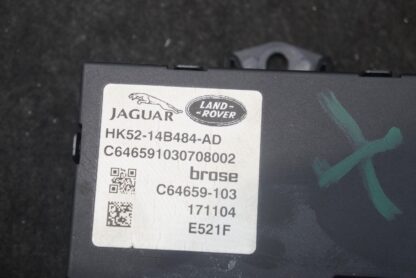 JAGUAR
LAND-
ROVER
HK52-14B484-AD
C646591030708002
brose
C64659-103
171104
E521F
X